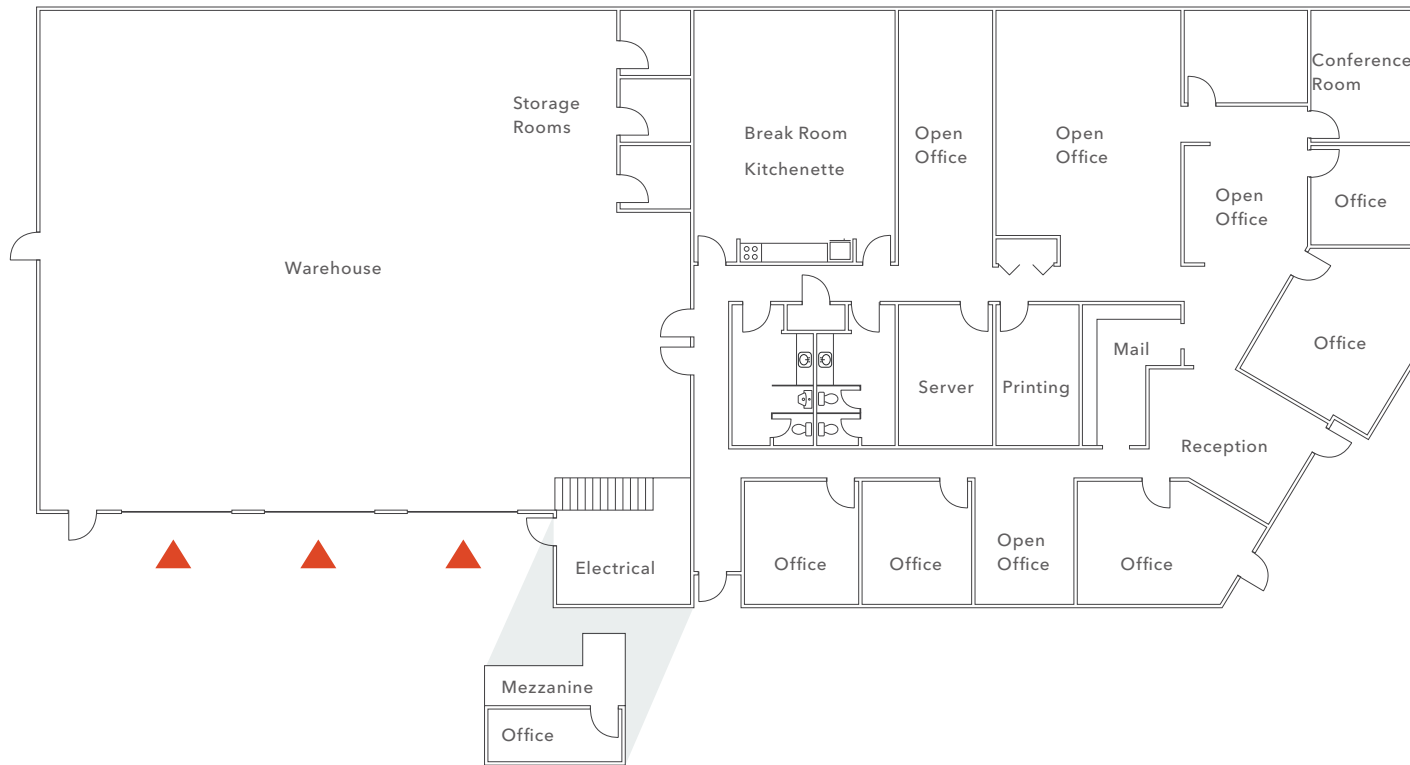 Conference
Room
Storage
Rooms
Break Room
Kitchenette
Open
Office
Open
Office
Open
Office
Office
Warehouse
Office
Mail
Server
Printing
Reception
Electrical
Office
Office
Open
Office
Office
Mezzanine
Office